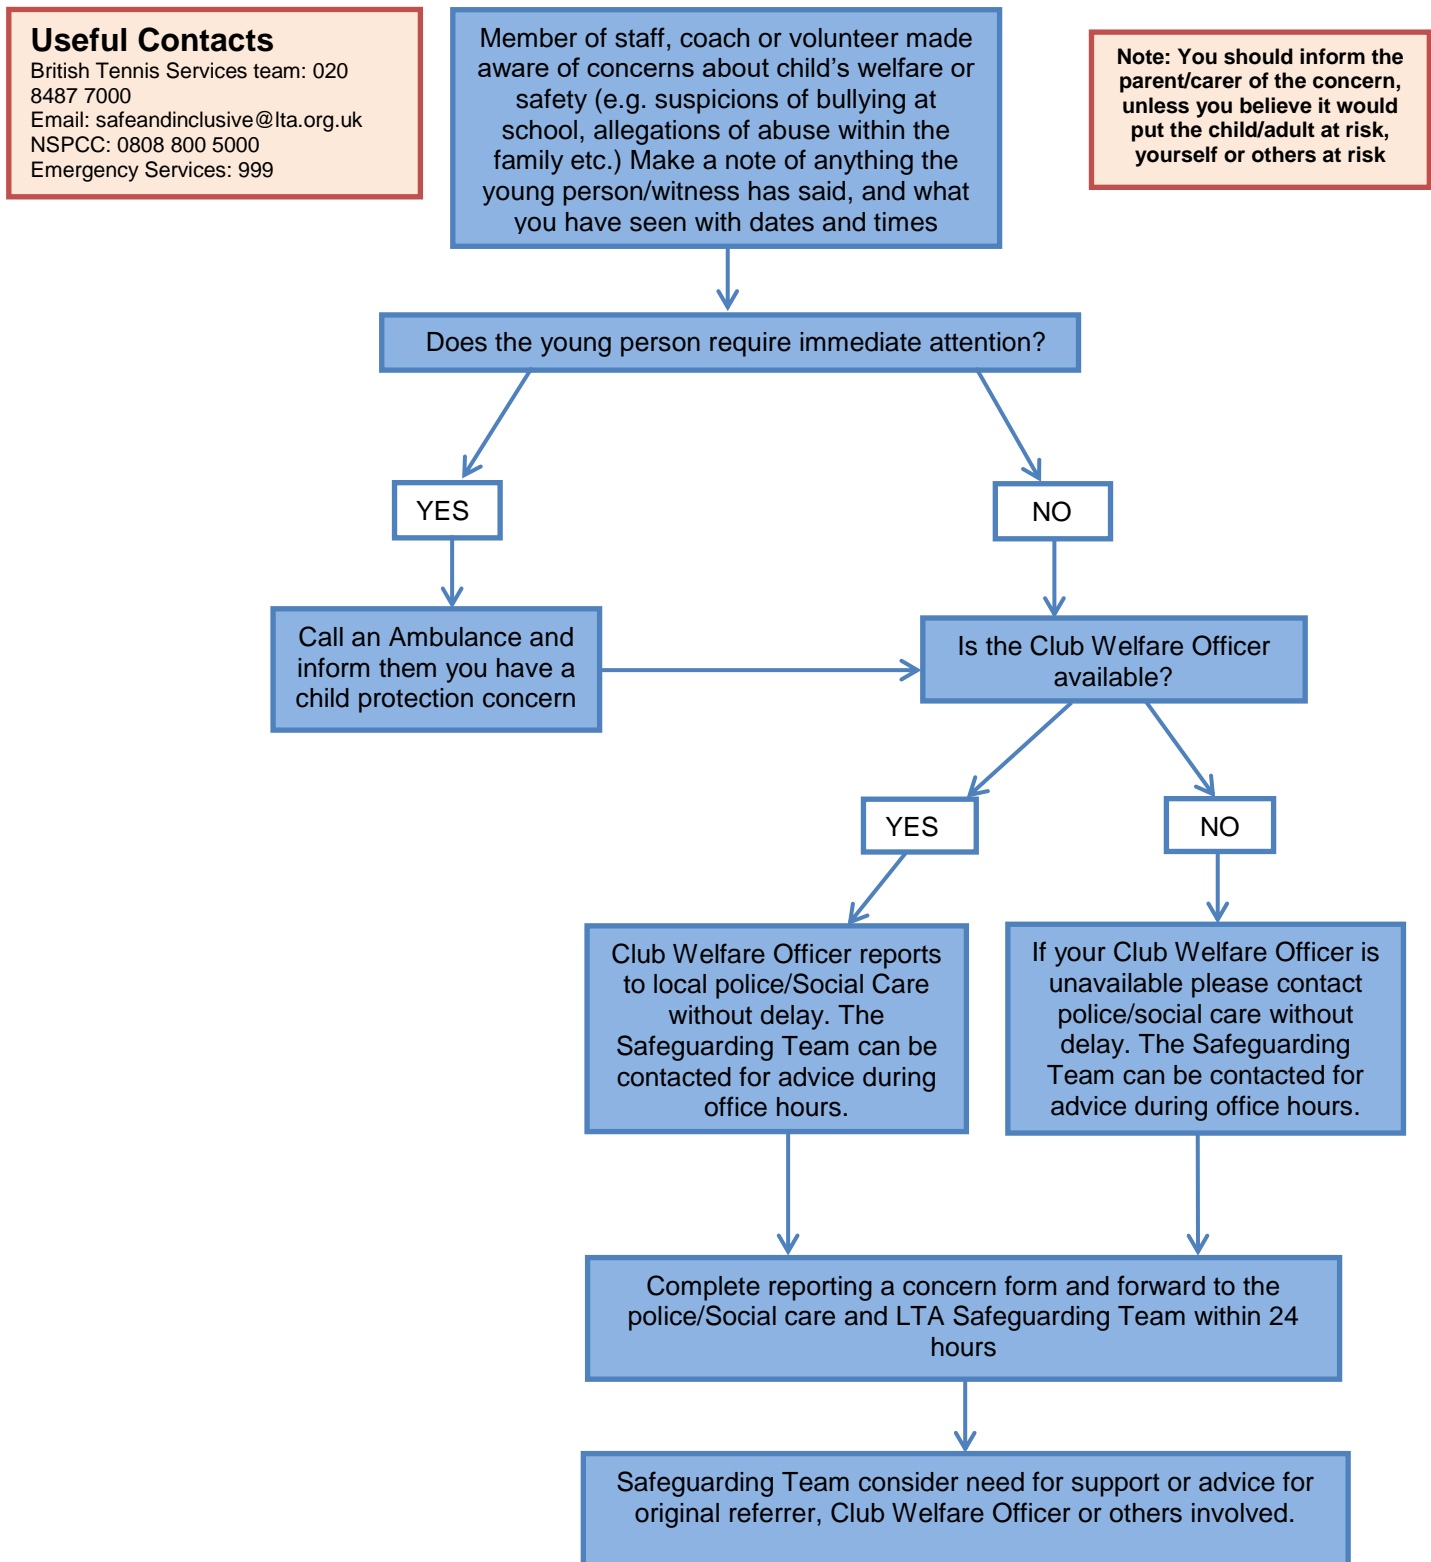 Useful Contacts
British Tennis Services team: 020
8487 7000
Email: safeandinclusive@lta.org.uk
NSPCC: 0808 800 5000
Emergency Services: 999
Member of staff, coach or volunteer made
aware of concerns about child’s welfare or
safety (e.g. suspicions of bullying at
school, allegations of abuse within the
family etc.) Make a note of anything the
young person/witness has said, and what
you have seen with dates and times
Note: You should inform the
parent/carer of the concern,
unless you believe it would
put the child/adult at risk,
yourself or others at risk
Does the young person require immediate attention?
YES
NO
Call an Ambulance and
inform them you have a
child protection concern
Is the Club Welfare Officer
available?
YES
NO
Club Welfare Officer reports
to local police/Social Care
without delay. The
Safeguarding Team can be
contacted for advice during
office hours.
If your Club Welfare Officer is
unavailable please contact
police/social care without
delay. The Safeguarding
Team can be contacted for
advice during office hours.
Complete reporting a concern form and forward to the
police/Social care and LTA Safeguarding Team within 24
hours
Safeguarding Team consider need for support or advice for
original referrer, Club Welfare Officer or others involved.